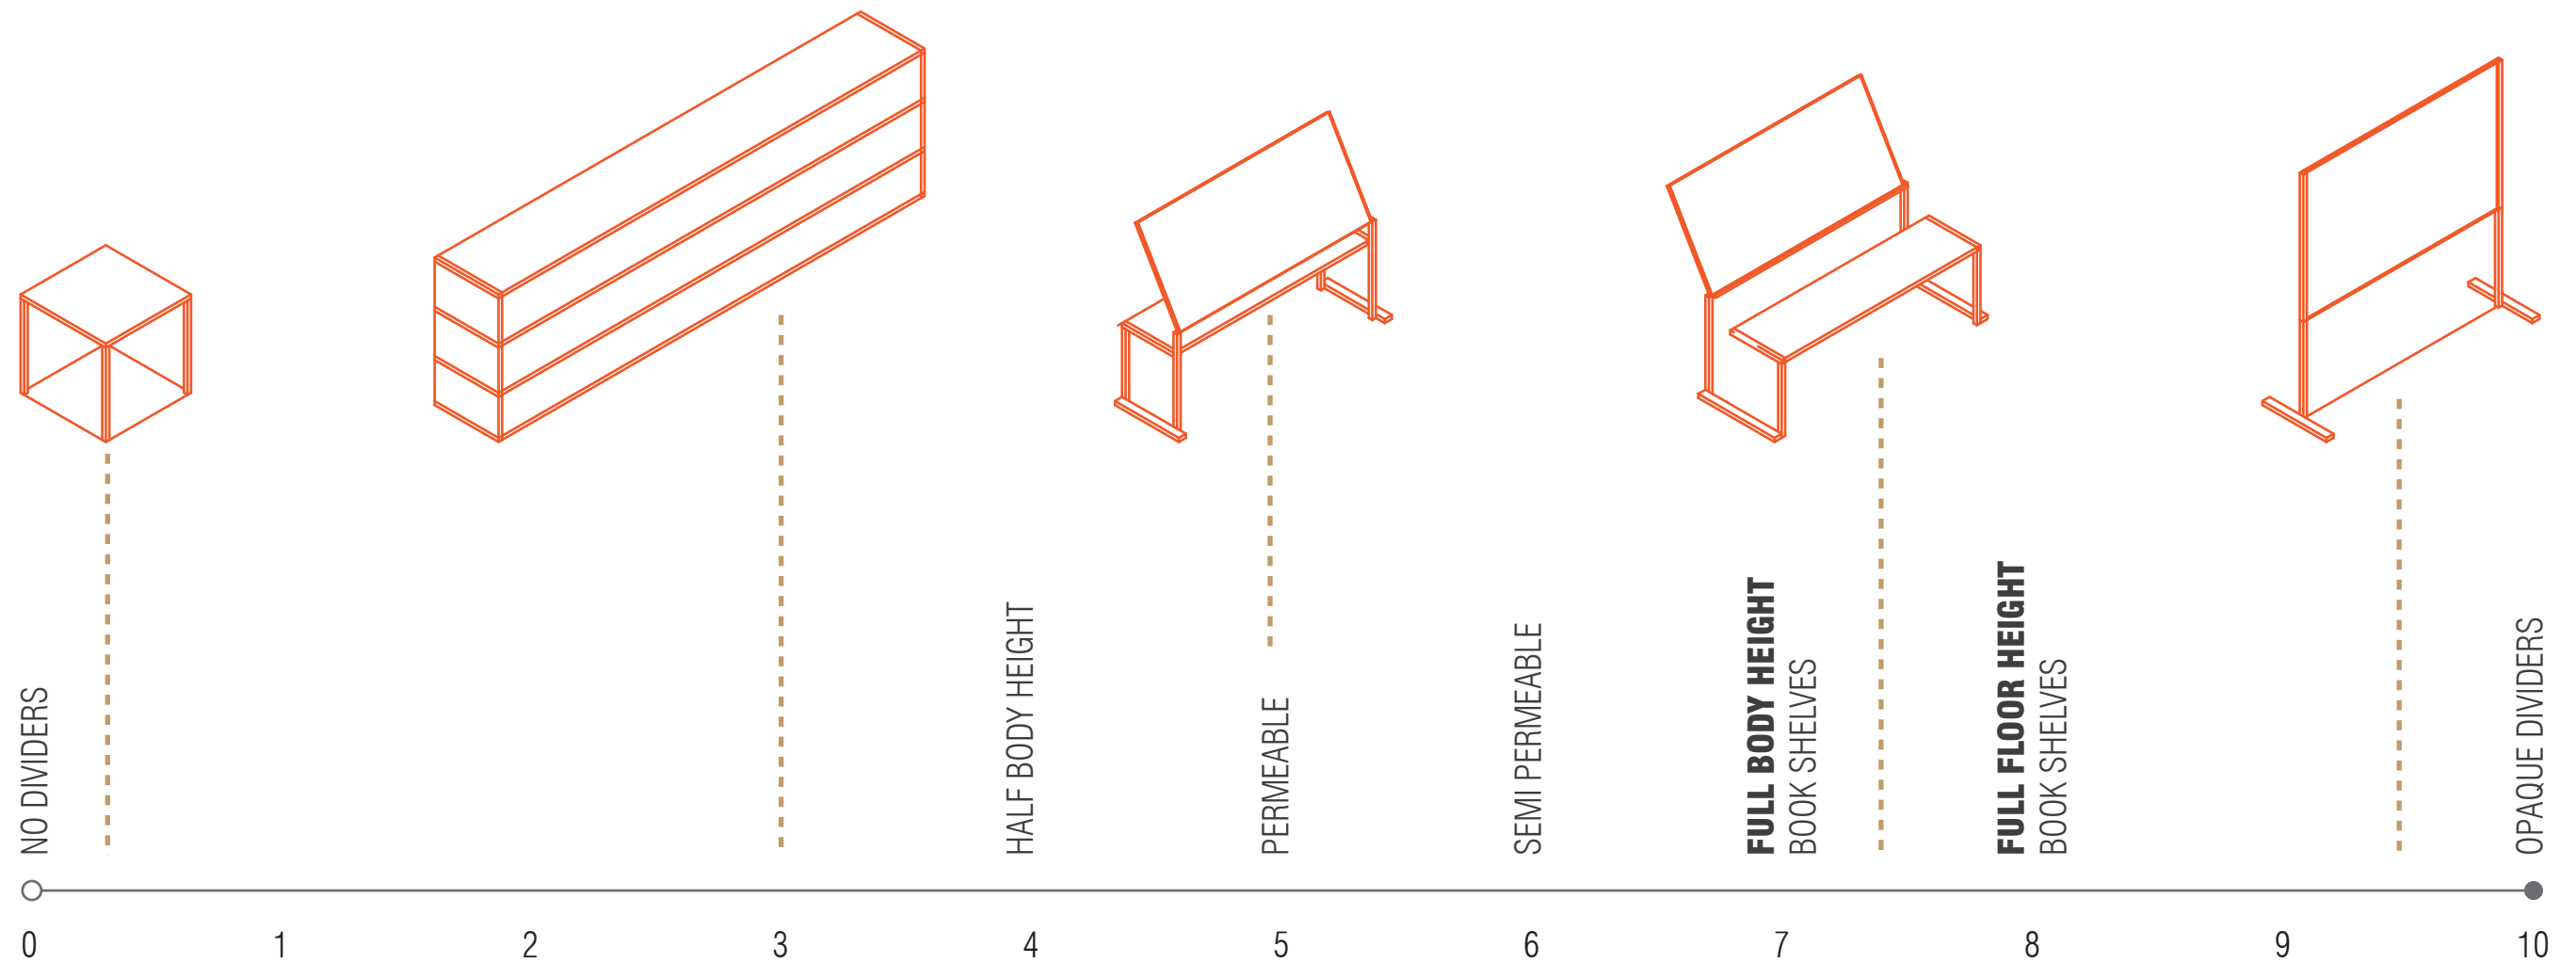 NO DIVIDERS
HALF BODY HEIGHT
PERMEABLE
SEMI PERMEABLE
FULL BODY HEIGHT
BOOK SHELVES
FULL FLOOR HEIGHT
BOOK SHELVES
OPAQUE DIVIDERS
0 1 2 3 4 5 6 7 8 9 10